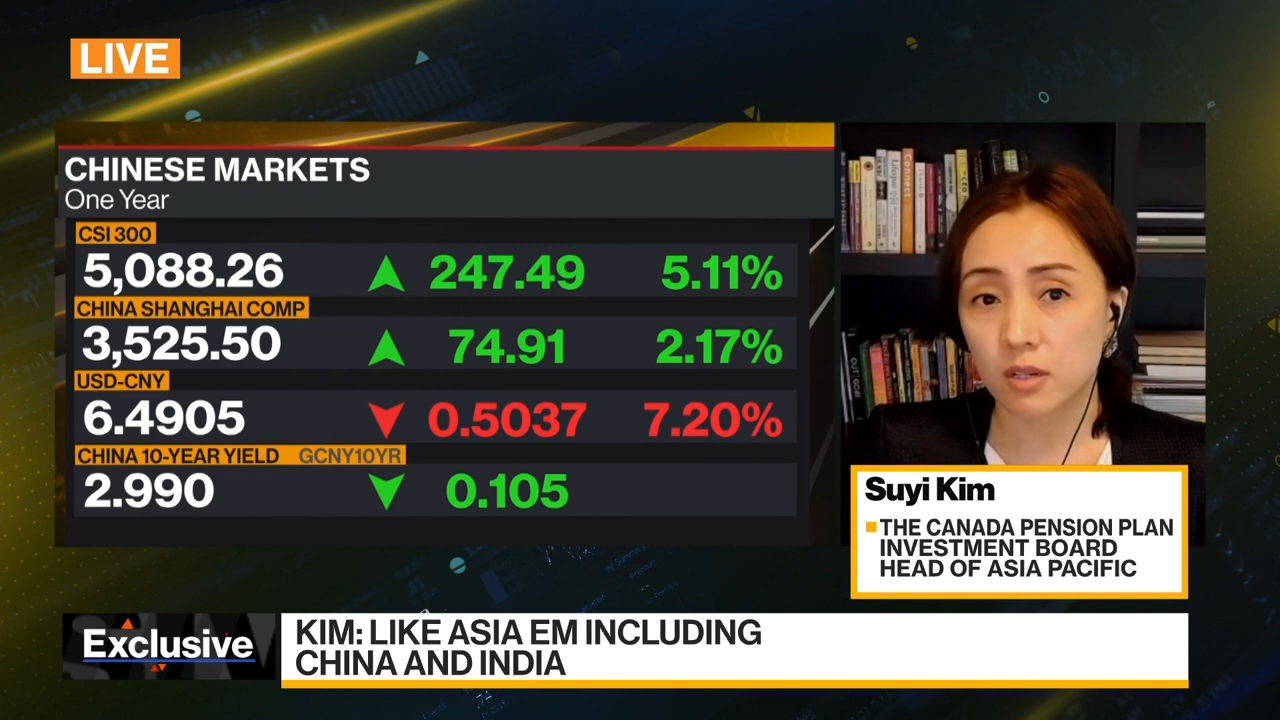 LIVE
CHINESE MARKETS
One Year
CSI 300
5,088.26 247.49 5.11%
CHINA SHANGHAI COMP
3,525.50 74.91 2.17%
USD-CNY
6.4905 0.5037 7.20%
CHINA 10-YEAR YIELD GCNY10YR
2.990 0.105
Connect
CEO
Suyi Kim
THE CANADA PENSION PLAN
INVESTMENT BOARD
HEAD OF ASIA PACIFIC
Exclusive
KIM: LIKE ASIA EM INCLUDING
CHINA AND INDIA